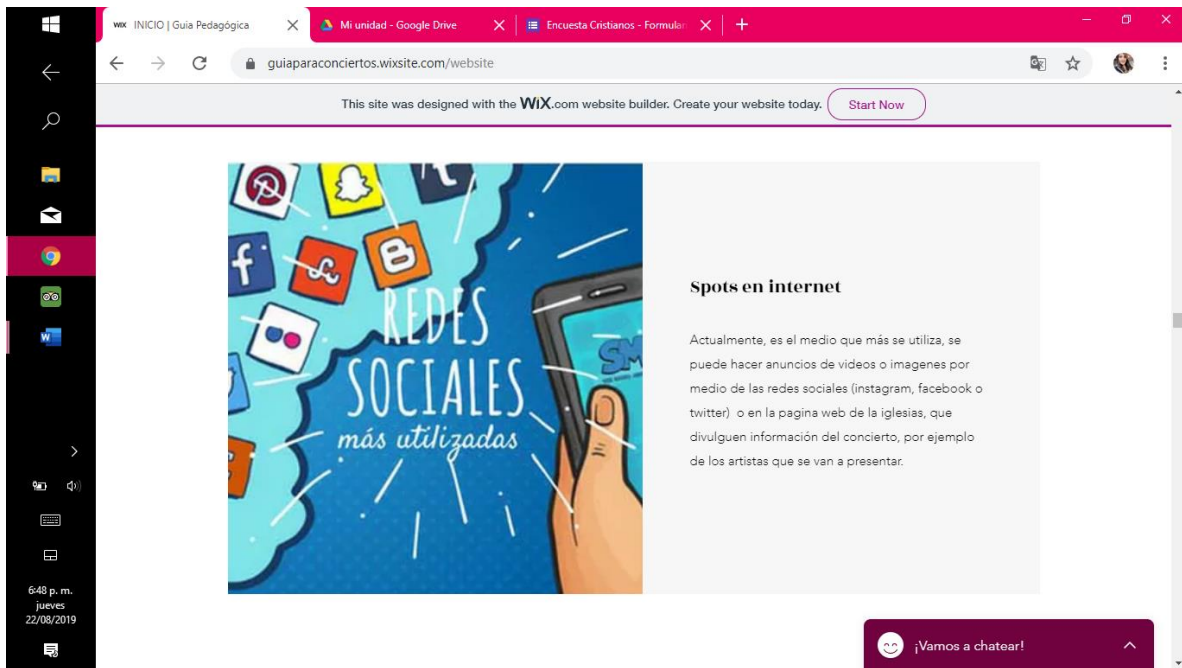 WiX INICIO | Guia Pedagógica
Mi unidad - Google Drive
Encuesta Cristianos - Formular
guiaparaconciertos.wixsite.com/website
This site was designed with the WiX.com website builder. Create your website today.
Start Now
REDES
SOCIALES
más utilizadas
SM
Spots en internet
Actualmente, es el medio que más se utiliza, se
puede hacer anuncios de videos o imagenes por
medio de las redes sociales (instagram, facebook o
twitter) o en la pagina web de la iglesias, que
divulguen información del concierto, por ejemplo
de los artistas que se van a presentar.
6:48 p. m.
jueves
22/08/2019
¡Vamos a chatear!